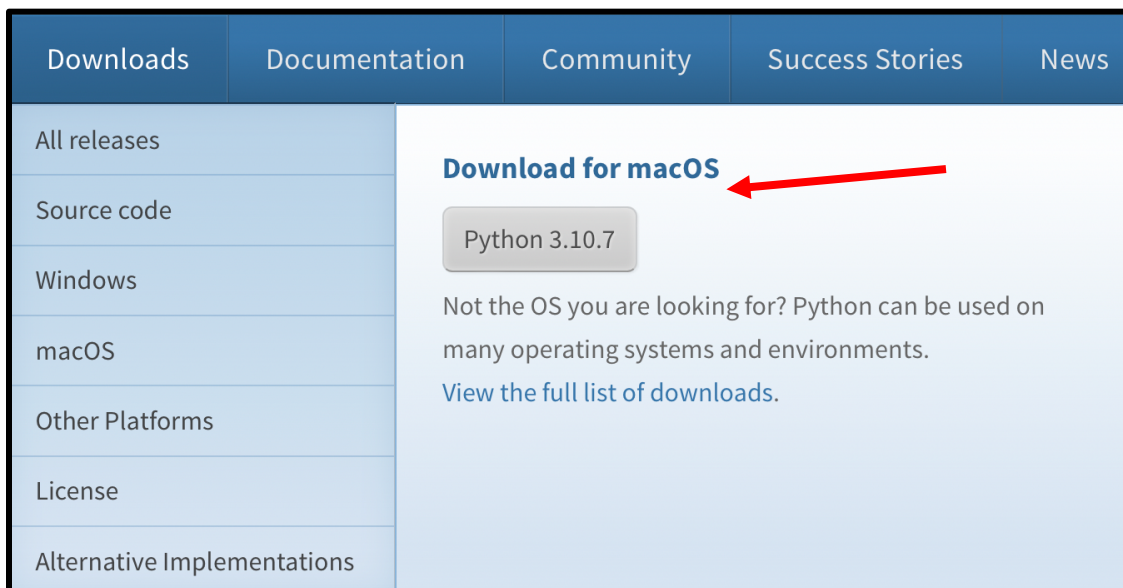 Downloads
Documentation
Community
Success Stories
News
All releases
Source code
Windows
macOS
Other Platforms
License
Alternative Implementations
Download for macOS
Python 3.10.7
Not the OS you are looking for? Python can be used on
many operating systems and environments.
View the full list of downloads.